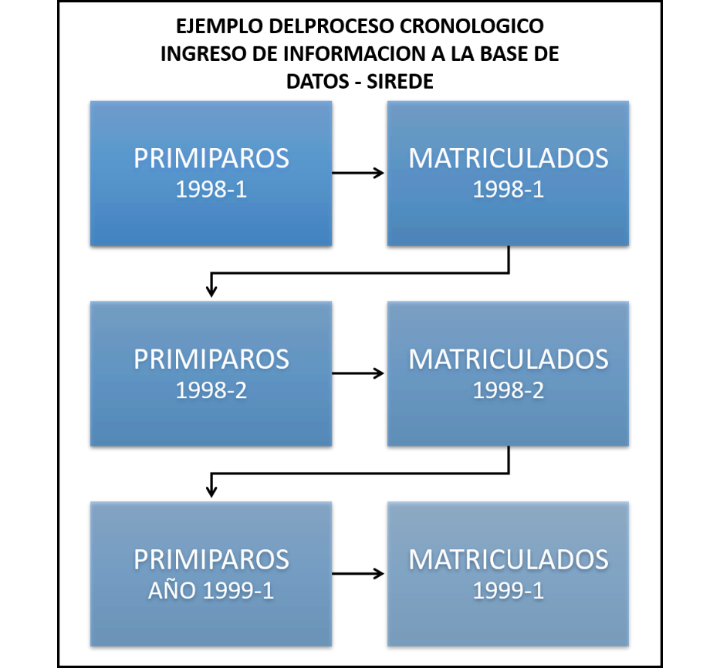 EJEMPLO DELPROCESO CRONOLOGICO
INGRESO DE INFORMACION A LA BASE DE
DATOS - SIREDE
PRIMIPAROS
1998-1
MATRICULADOS
1998-1
PRIMIPAROS
1998-2
MATRICULADOS
1998-2
PRIMIPAROS
AÑO 1999-1
MATRICULADOS
1999-1